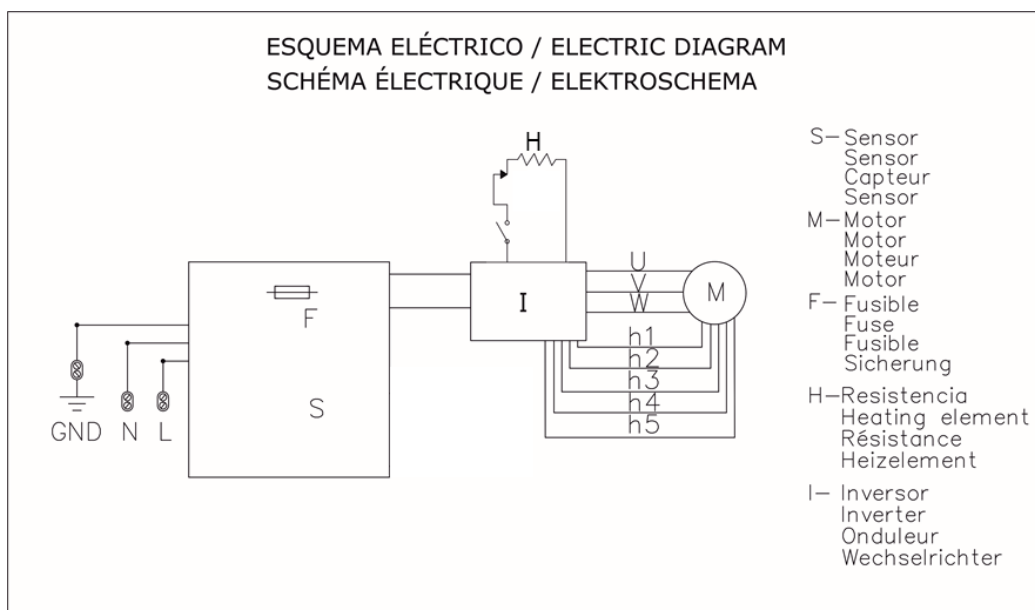 ESQUEMA ELÉCTRICO / ELECTRIC DIAGRAM
SCHÉMA ÉLECTRIQUE / ELEKTROSCHEMA
H
U
V
W
I
M
F
S
h1
h2
h3
h4
h5
GND N L
S–Sensor
Sensor
Capteur
Sensor
M–Motor
Motor
Moteur
Motor
F–Fusible
Fuse
Fusible
Sicherung
H–Resistencia
Heating element
Résistance
Heizelement
I– Inversor
Inverter
Onduleur
Wechselrichter